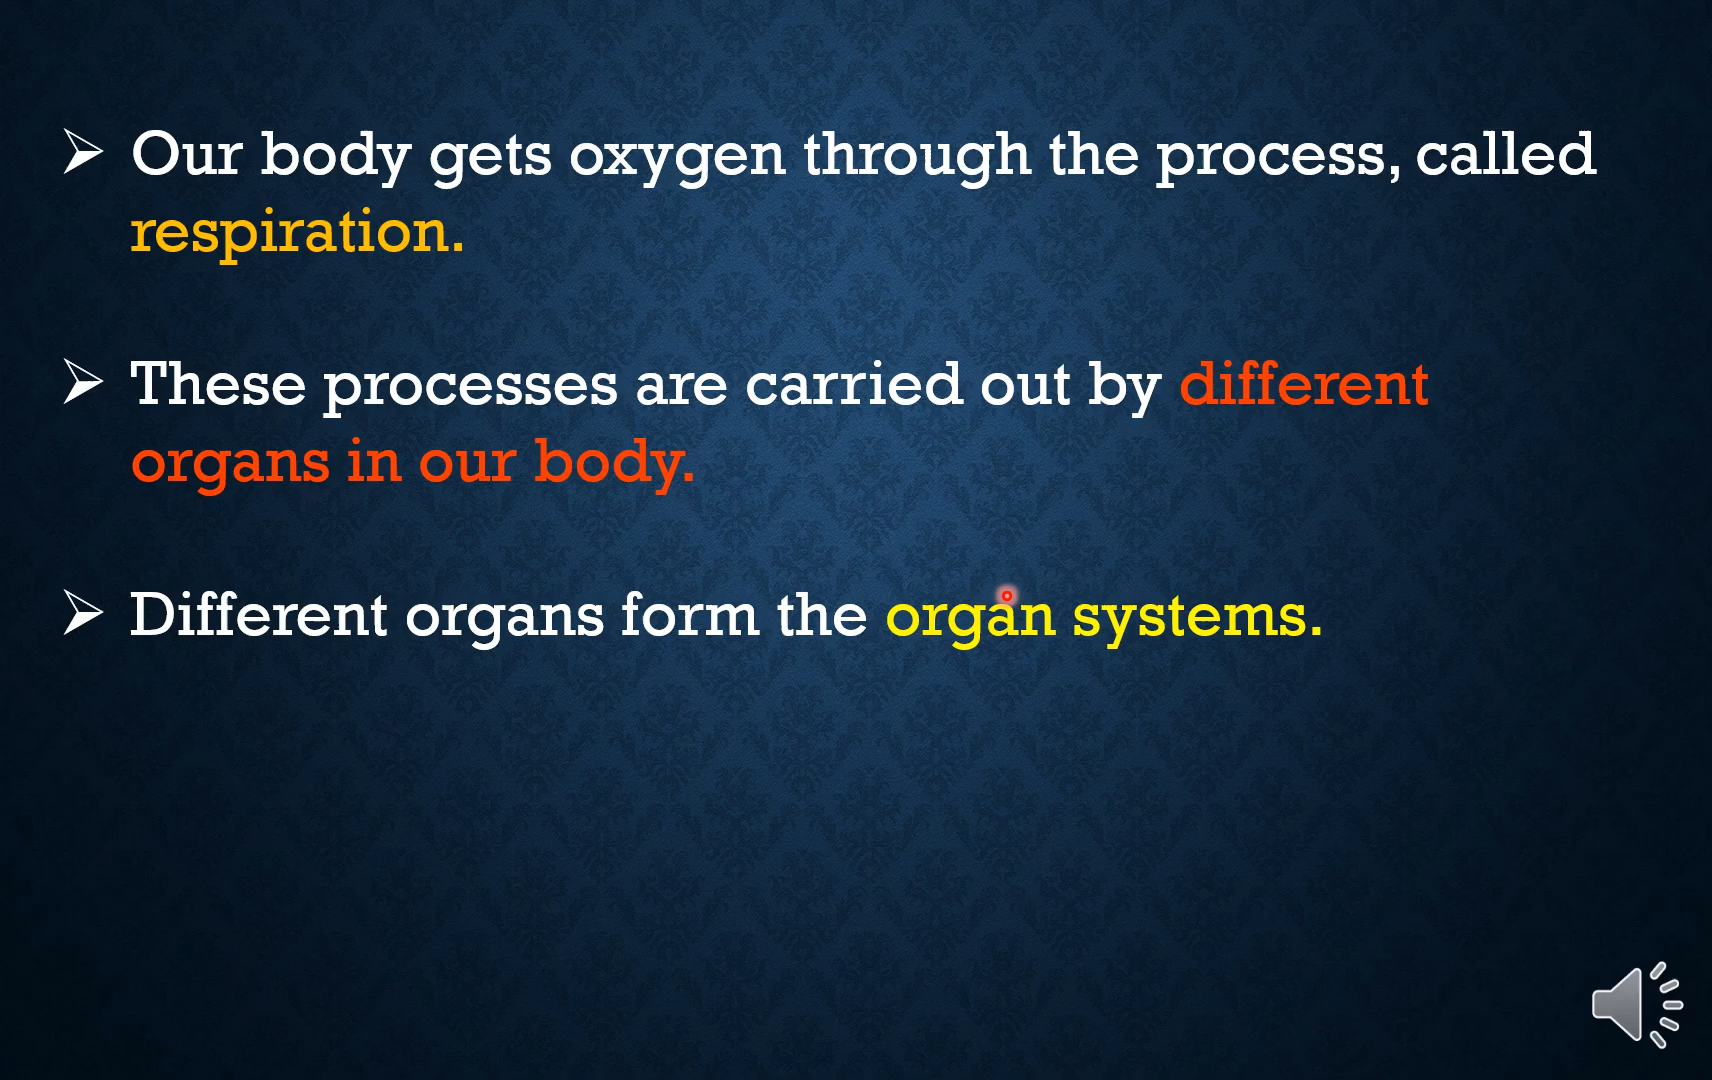 Our body gets oxygen through the process, called
respiration.
These processes are carried out by different
organs in our body.
Different organs form the organ systems.